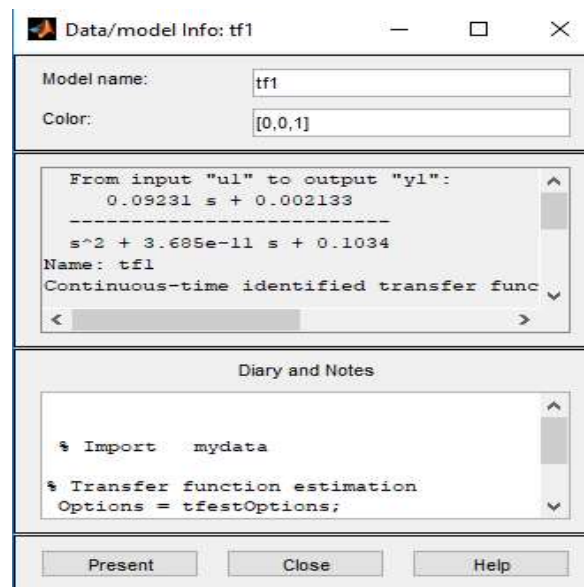 Data/model Info: tf1
Model name:
tf1
Color:
[0,0,1]
From input "u1" to output "y1":
0.09231 s + 0.002133
---------------------------
s^2 + 3.685e-11 s + 0.1034
Name: tf1
Continuous-time identified transfer func
Diary and Notes
% Import mydata
% Transfer function estimation
Options = tfestOptions;
Present
Close
Help